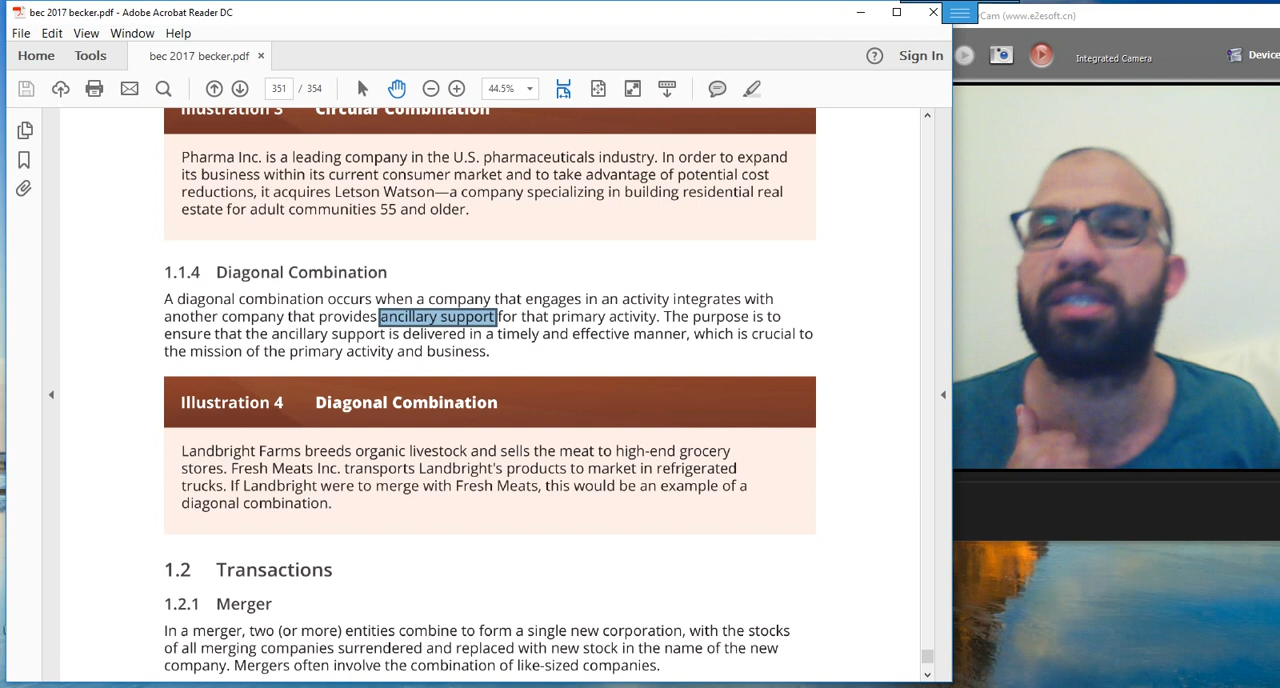 bec 2017 becker.pdf - Adobe Acrobat Reader DC
Cam (www.e2esoft.cn)
File Edit View Window Help
Home Tools bec 2017 becker.pdf × Sign In
Integrated Camera
Device
351 / 354 44.5%
Illustration 3 Circular Combination
Pharma Inc. is a leading company in the U.S. pharmaceuticals industry. In order to expand
its business within its current consumer market and to take advantage of potential cost
reductions, it acquires Letson Watson—a company specializing in building residential real
estate for adult communities 55 and older.
1.1.4 Diagonal Combination
A diagonal combination occurs when a company that engages in an activity integrates with
another company that provides ancillary support for that primary activity. The purpose is to
ensure that the ancillary support is delivered in a timely and effective manner, which is crucial to
the mission of the primary activity and business.
Illustration 4 Diagonal Combination
Landbright Farms breeds organic livestock and sells the meat to high-end grocery
stores. Fresh Meats Inc. transports Landbright's products to market in refrigerated
trucks. If Landbright were to merge with Fresh Meats, this would be an example of a
diagonal combination.
1.2 Transactions
1.2.1 Merger
In a merger, two (or more) entities combine to form a single new corporation, with the stocks
of all merging companies surrendered and replaced with new stock in the name of the new
company. Mergers often involve the combination of like-sized companies.